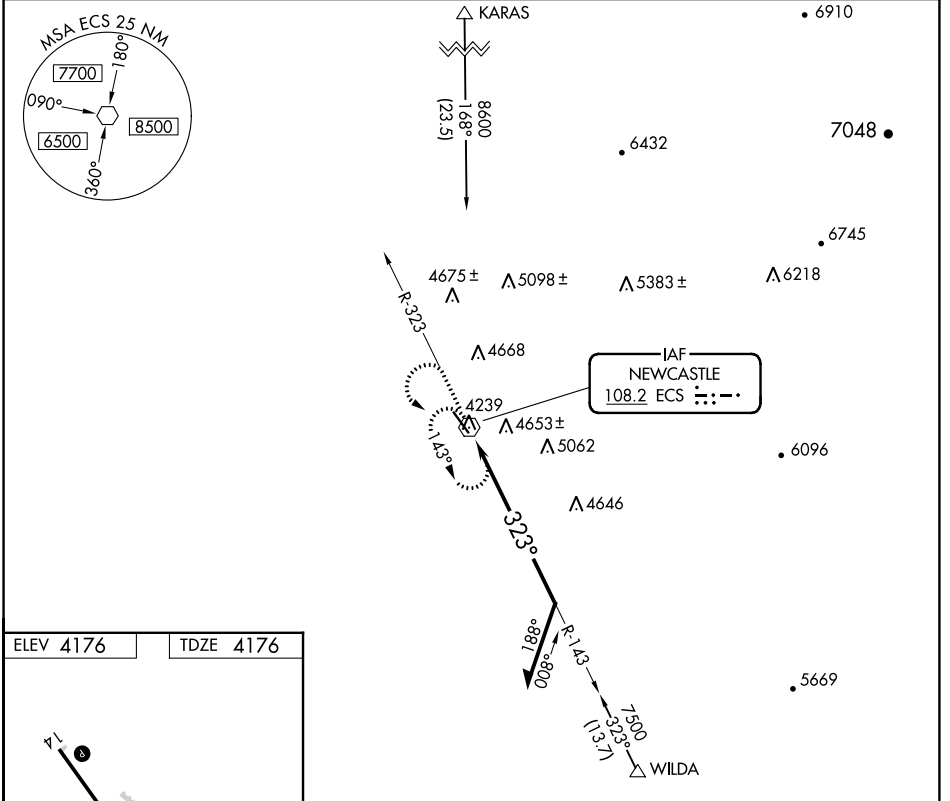 MSA ECS 25 NM
180°
7700
090°
8500
6500
360°
KARAS
8600
168°
(23.5)
6910
7048
6432
6745
R-323
4675 ±
5098 ±
5383 ±
6218
4668
IAF
NEWCASTLE
108.2 ECS
4239
4653 ±
5062
143°
6096
4646
323°
188°
008°
R-143
5669
7500
323°
(13.7)
WILDA
ELEV 4176
TDZE 4176
14
P